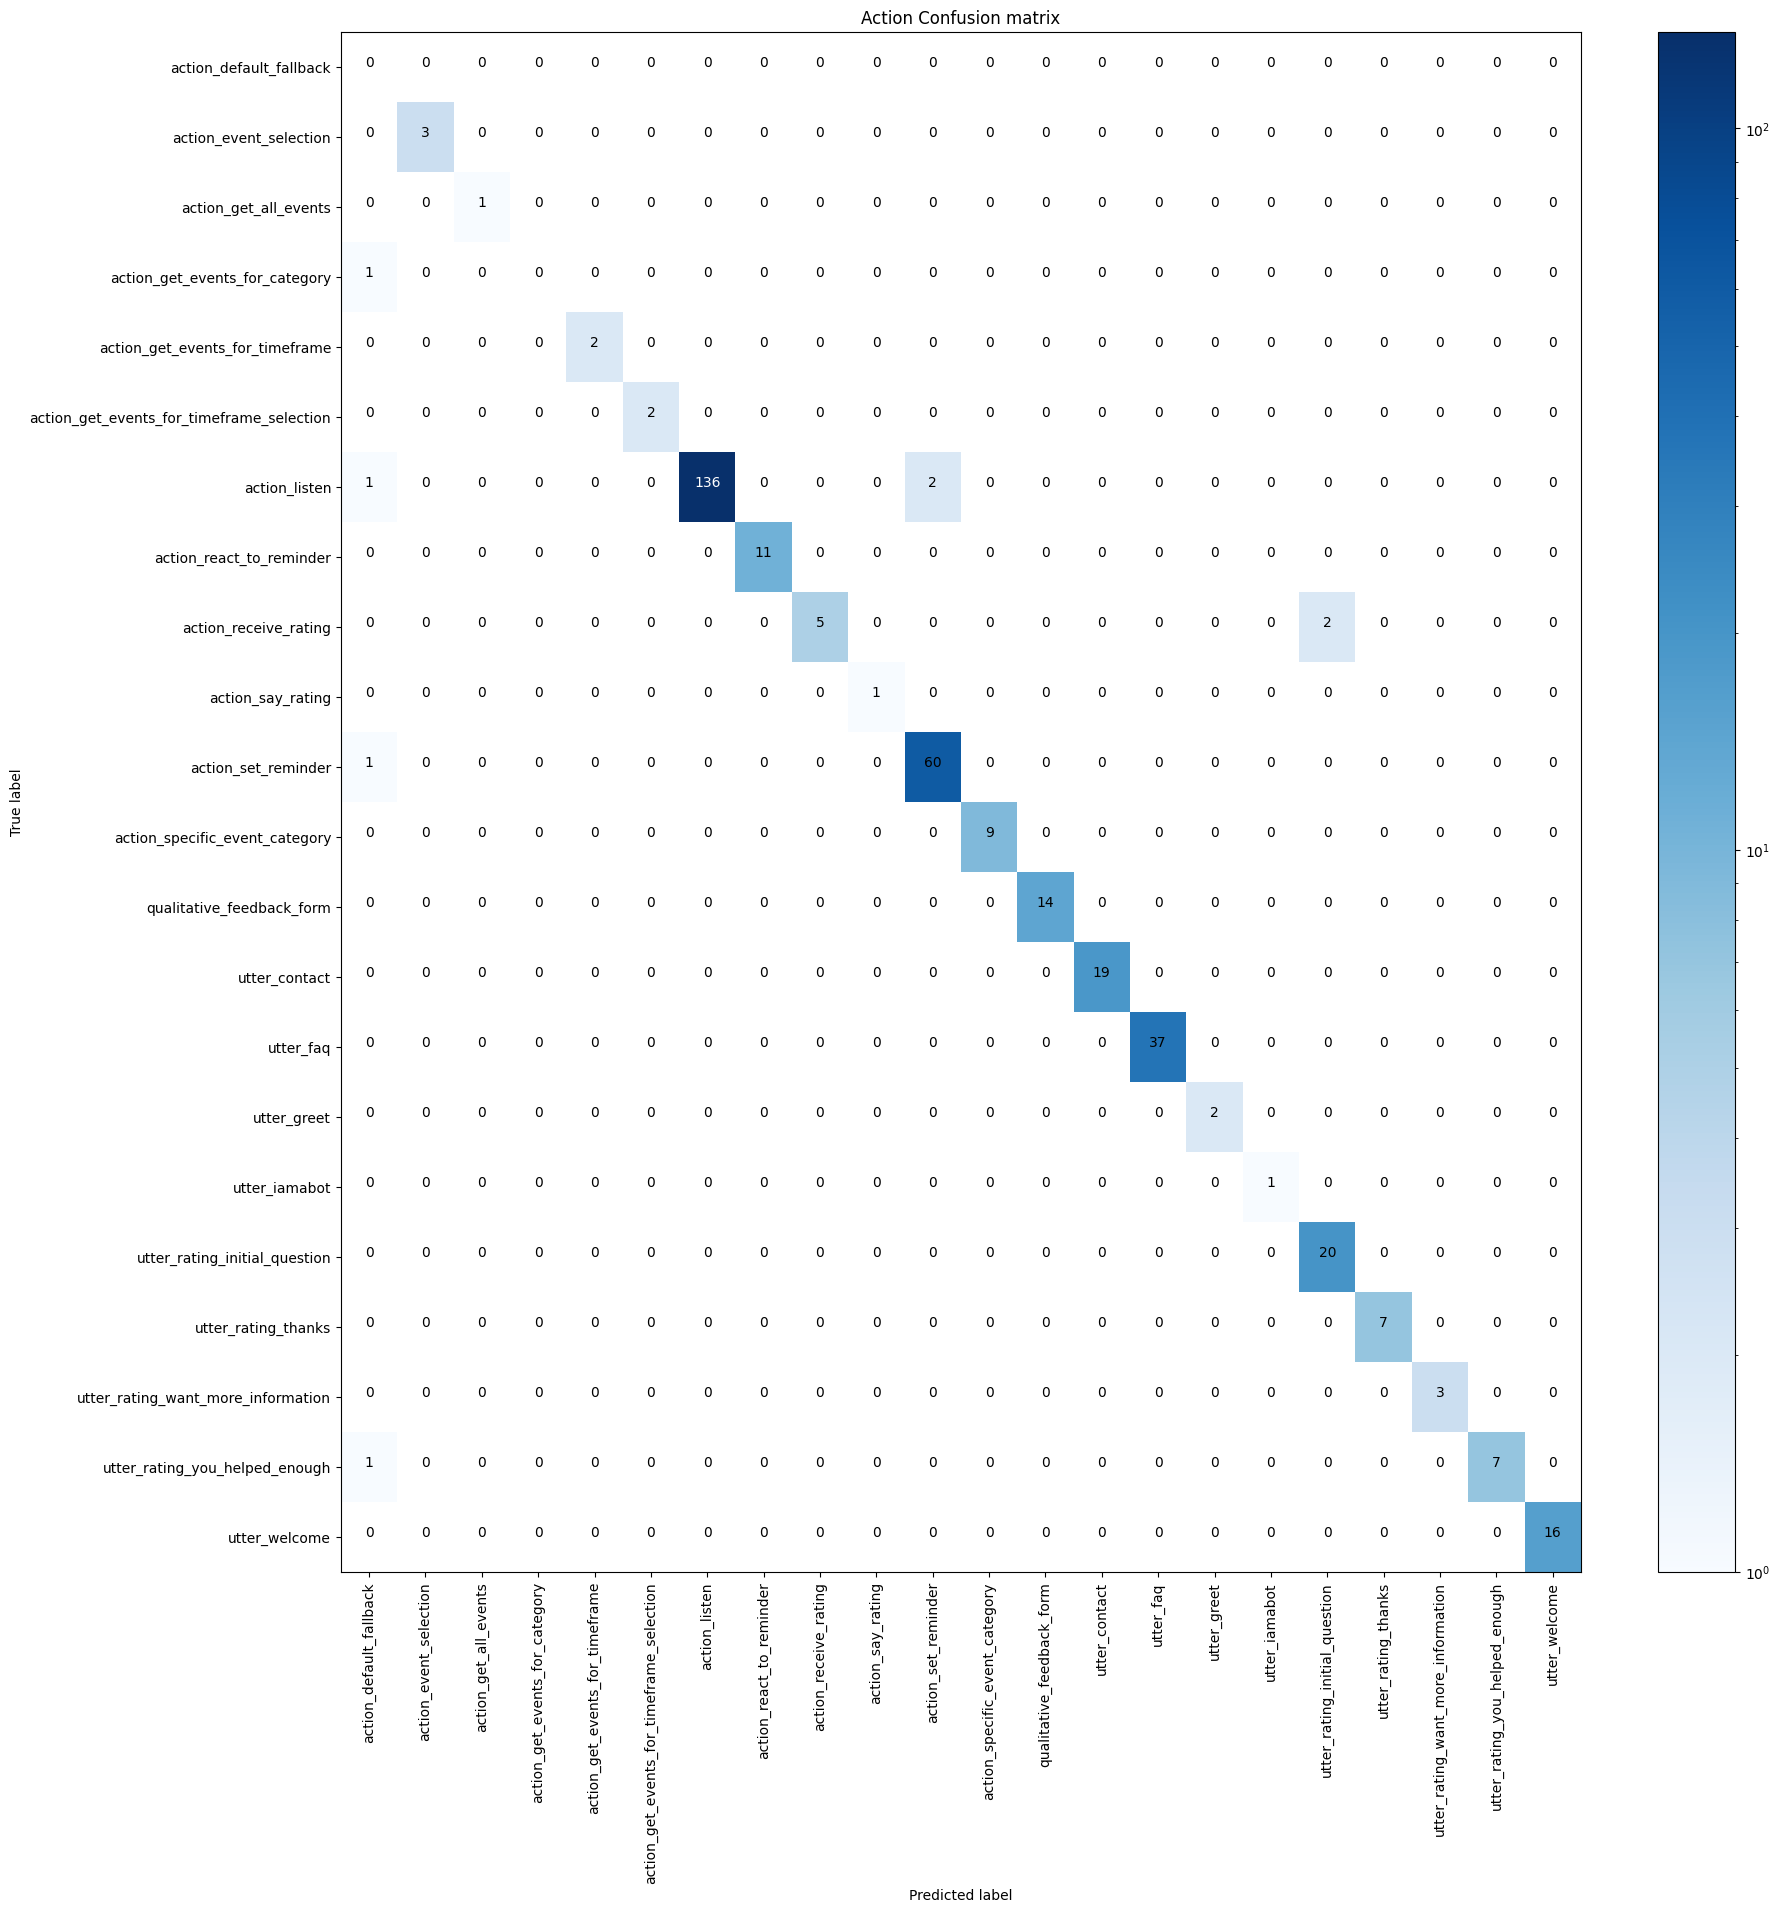 Action Confusion matrix
action_default_fallback 0 0 0 0 0 0 0 0 0 0 0 0 0 0 0 0 0 0 0 0 0 0
action_event_selection 0 3 0 0 0 0 0 0 0 0 0 0 0 0 0 0 0 0 0 0 0 0
action_get_all_events 0 0 1 0 0 0 0 0 0 0 0 0 0 0 0 0 0 0 0 0 0 0
action_get_events_for_category 1 0 0 0 0 0 0 0 0 0 0 0 0 0 0 0 0 0 0 0 0 0
action_get_events_for_timeframe 0 0 0 0 2 0 0 0 0 0 0 0 0 0 0 0 0 0 0 0 0 0
action_get_events_for_timeframe_selection 0 0 0 0 0 2 0 0 0 0 0 0 0 0 0 0 0 0 0 0 0 0
action_listen 1 0 0 0 0 0 136 0 0 0 2 0 0 0 0 0 0 0 0 0 0 0
action_react_to_reminder 0 0 0 0 0 0 0 11 0 0 0 0 0 0 0 0 0 0 0 0 0 0
action_receive_rating 0 0 0 0 0 0 0 0 5 0 0 0 0 0 0 0 0 2 0 0 0 0
action_say_rating 0 0 0 0 0 0 0 0 0 1 0 0 0 0 0 0 0 0 0 0 0 0
action_set_reminder 1 0 0 0 0 0 0 0 0 0 60 0 0 0 0 0 0 0 0 0 0 0
action_specific_event_category 0 0 0 0 0 0 0 0 0 0 0 9 0 0 0 0 0 0 0 0 0 0
qualitative_feedback_form 0 0 0 0 0 0 0 0 0 0 0 0 14 0 0 0 0 0 0 0 0 0
utter_contact 0 0 0 0 0 0 0 0 0 0 0 0 0 19 0 0 0 0 0 0 0 0
utter_faq 0 0 0 0 0 0 0 0 0 0 0 0 0 0 37 0 0 0 0 0 0 0
utter_greet 0 0 0 0 0 0 0 0 0 0 0 0 0 0 0 2 0 0 0 0 0 0
utter_iamabot 0 0 0 0 0 0 0 0 0 0 0 0 0 0 0 0 1 0 0 0 0 0
utter_rating_initial_question 0 0 0 0 0 0 0 0 0 0 0 0 0 0 0 0 0 20 0 0 0 0
utter_rating_thanks 0 0 0 0 0 0 0 0 0 0 0 0 0 0 0 0 0 0 7 0 0 0
utter_rating_want_more_information 0 0 0 0 0 0 0 0 0 0 0 0 0 0 0 0 0 0 0 3 0 0
utter_rating_you_helped_enough 1 0 0 0 0 0 0 0 0 0 0 0 0 0 0 0 0 0 0 0 7 0
utter_welcome 0 0 0 0 0 0 0 0 0 0 0 0 0 0 0 0 0 0 0 0 0 16
True label
action_default_fallback
action_event_selection
action_get_all_events
action_get_events_for_category
action_get_events_for_timeframe
action_get_events_for_timeframe_selection
action_listen
action_react_to_reminder
action_receive_rating
action_say_rating
action_set_reminder
action_specific_event_category
qualitative_feedback_form
utter_contact
utter_faq
utter_greet
utter_iamabot
utter_rating_initial_question
utter_rating_thanks
utter_rating_want_more_information
utter_rating_you_helped_enough
utter_welcome
Predicted label
10²
10¹
10⁰